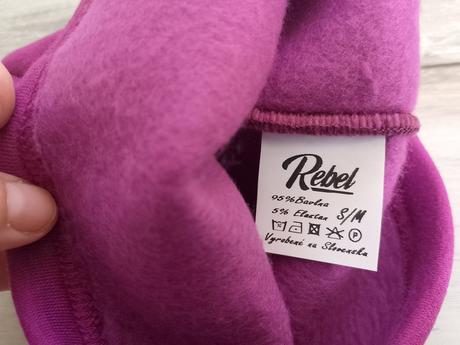 Rebel
95% Bavlna
5% Elastan S/M
P
Vyrobené na Slovensku